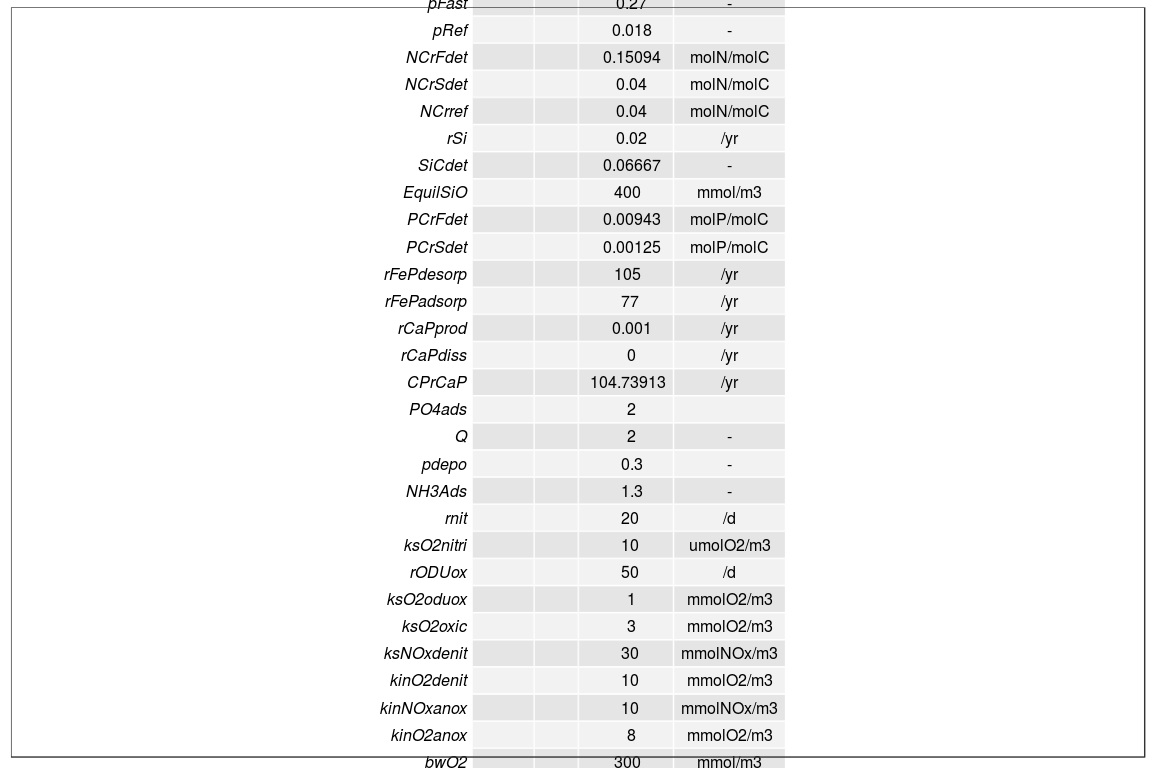 pFast 0.27 -
pRef 0.018 -
NCrFdet 0.15094 molN/molC
NCrSdet 0.04 molN/molC
NCrref 0.04 molN/molC
rSi 0.02 /yr
SiCdet 0.06667 -
EquilSiO 400 mmol/m3
PCrFdet 0.00943 molP/molC
PCrSdet 0.00125 molP/molC
rFePdesorp 105 /yr
rFePadsorp 77 /yr
rCaPprod 0.001 /yr
rCaPdiss 0 /yr
CPrCaP 104.73913 /yr
PO4ads 2
Q 2 -
pdepo 0.3 -
NH3Ads 1.3 -
rnit 20 /d
ksO2nitri 10 umolO2/m3
rODUox 50 /d
ksO2oduox 1 mmolO2/m3
ksO2oxic 3 mmolO2/m3
ksNOxdenit 30 mmolNOx/m3
kinO2denit 10 mmolO2/m3
kinNOxanox 10 mmolNOx/m3
kinO2anox 8 mmolO2/m3
bwO2 300 mmol/m3